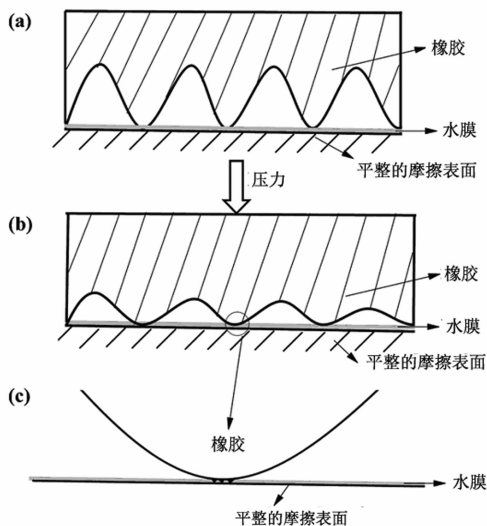 (a)
橡胶
水膜
平整的摩擦表面
压力
(b)
橡胶
水膜
平整的摩擦表面
(c)
橡胶
水膜
平整的摩擦表面